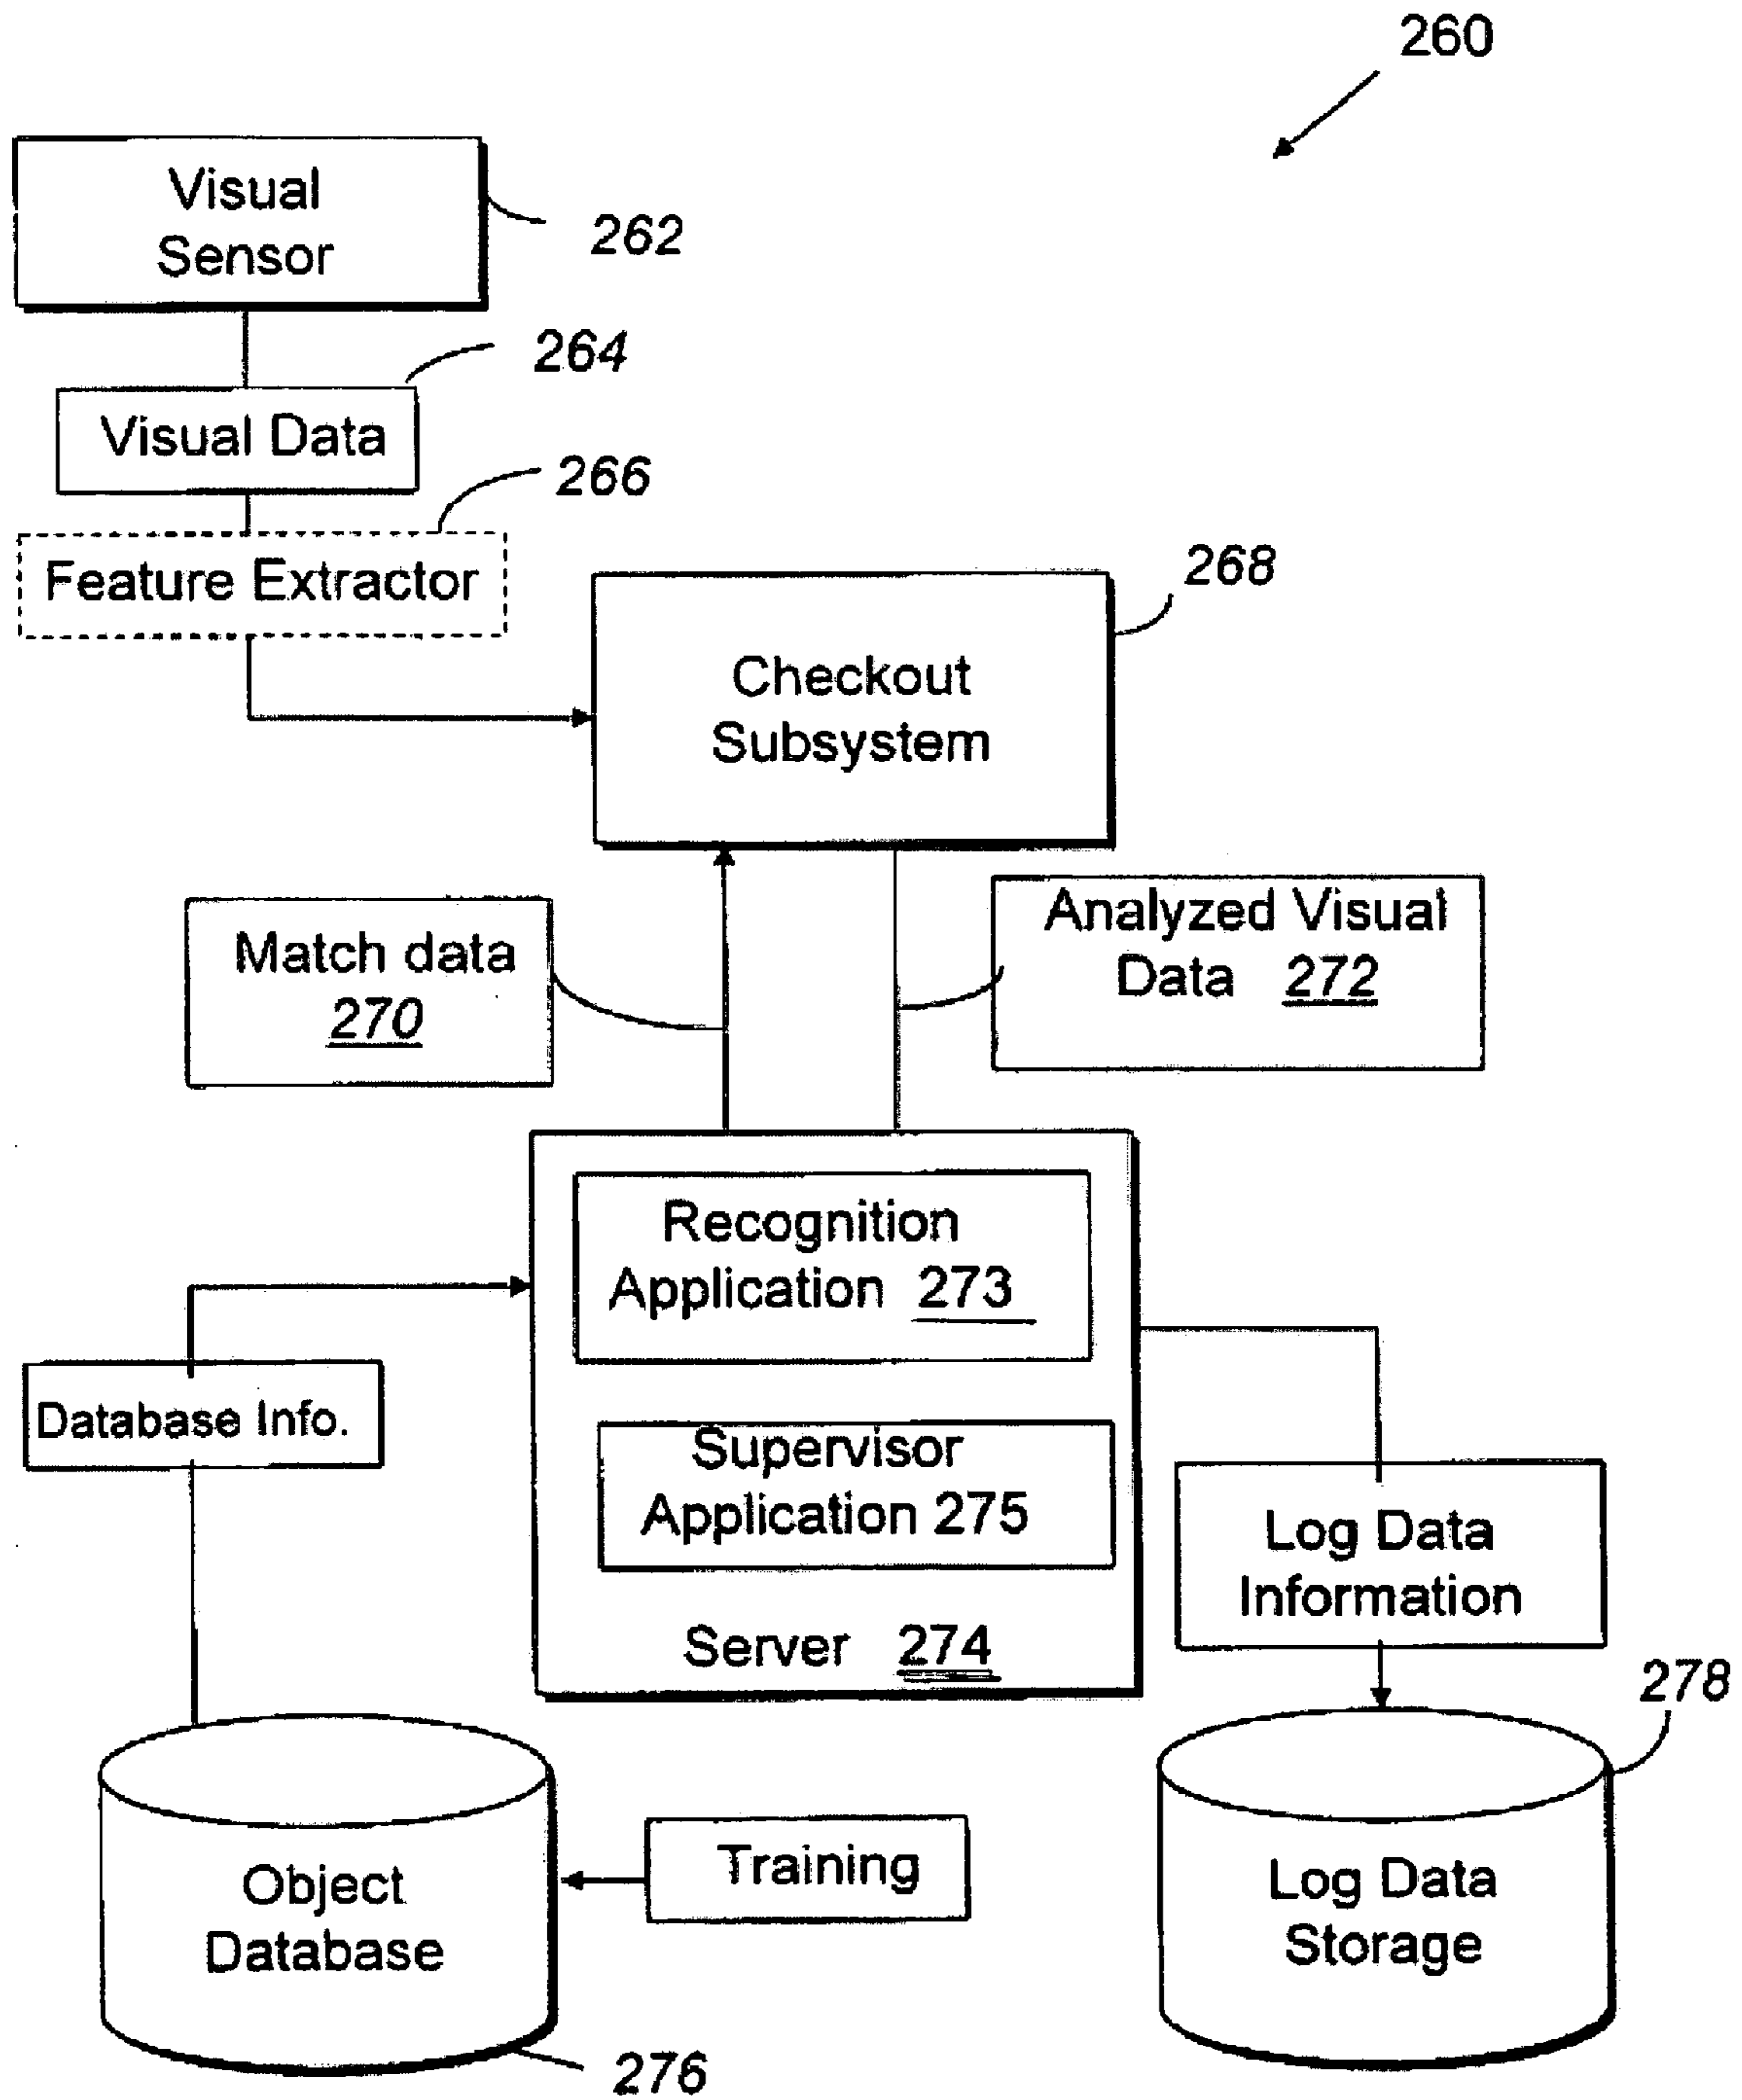 260
Visual
Sensor
262
264
Visual Data
266
Feature Extractor
268
Checkout
Subsystem
Match data
270
Analyzed Visual
Data 272
Recognition
Application 273
Database Info.
Supervisor
Application 275
Log Data
Information
Server 274
278
Object
Database
Training
Log Data
Storage
276